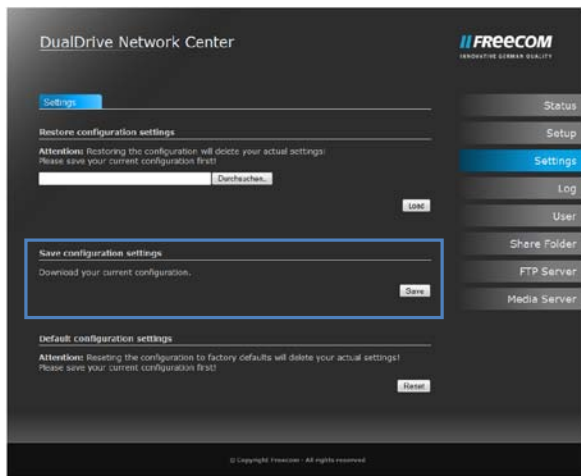 DualDrive Network Center
FREECOM
INNOVATIVE GERMAN QUALITY
Settings
Restore configuration settings
Attention: Restoring the configuration will delete your actual settings!
Please save your current configuration first!
Durchsuchen..
Load
Save configuration settings
Download your current configuration.
Save
Default configuration settings
Attention: Reseting the configuration to factory defaults will delete your actual settings!
Please save your current configuration first!
Reset
Status
Setup
Settings
Log
User
Share Folder
FTP Server
Media Server
© Copyright Freecom - All rights reserved